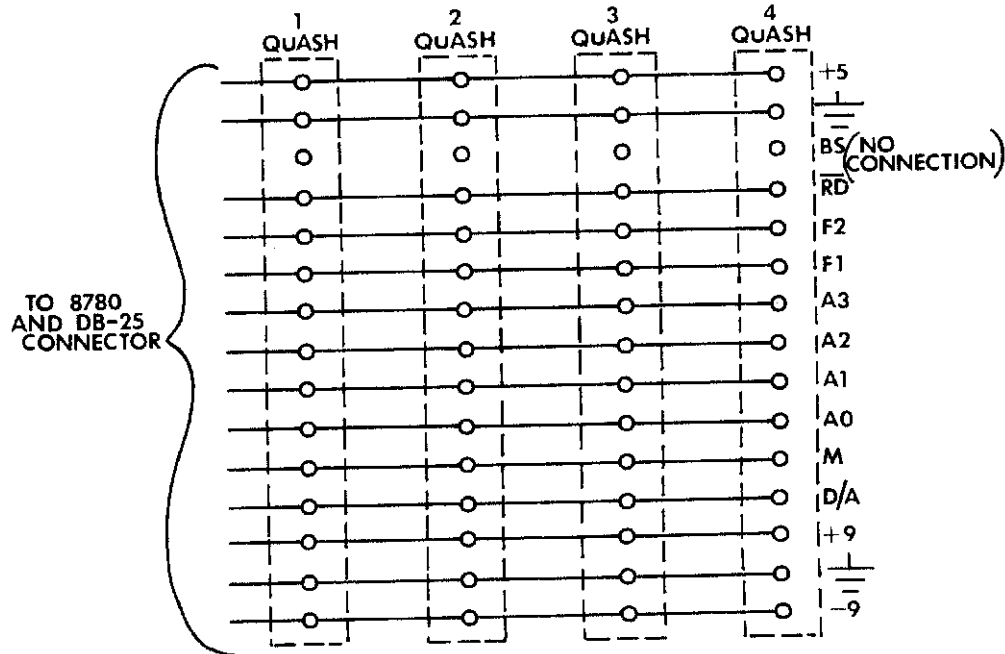 1
QuASH
2
QuASH
3
QuASH
4
QuASH
+5
BS (NO CONNECTION)
RD
F2
F1
A3
TO 8780
AND DB-25
CONNECTOR
A2
A1
A0
M
D/A
+9
-9